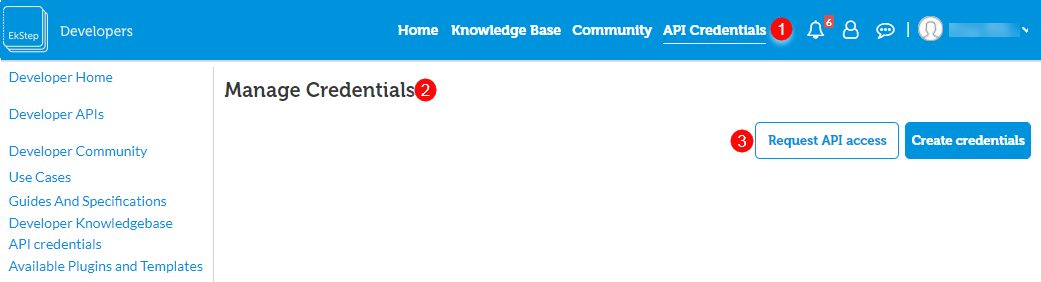 EkStep Developers Home Knowledge Base Community API Credentials 1 6
Developer Home
Manage Credentials 2
Developer APIs
3 Request API access Create credentials
Developer Community
Use Cases
Guides And Specifications
Developer Knowledgebase
API credentials
Available Plugins and Templates